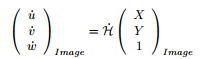 ( u̇ v̇ ẇ )_Image = Ḣ ( X Y 1 )_Image